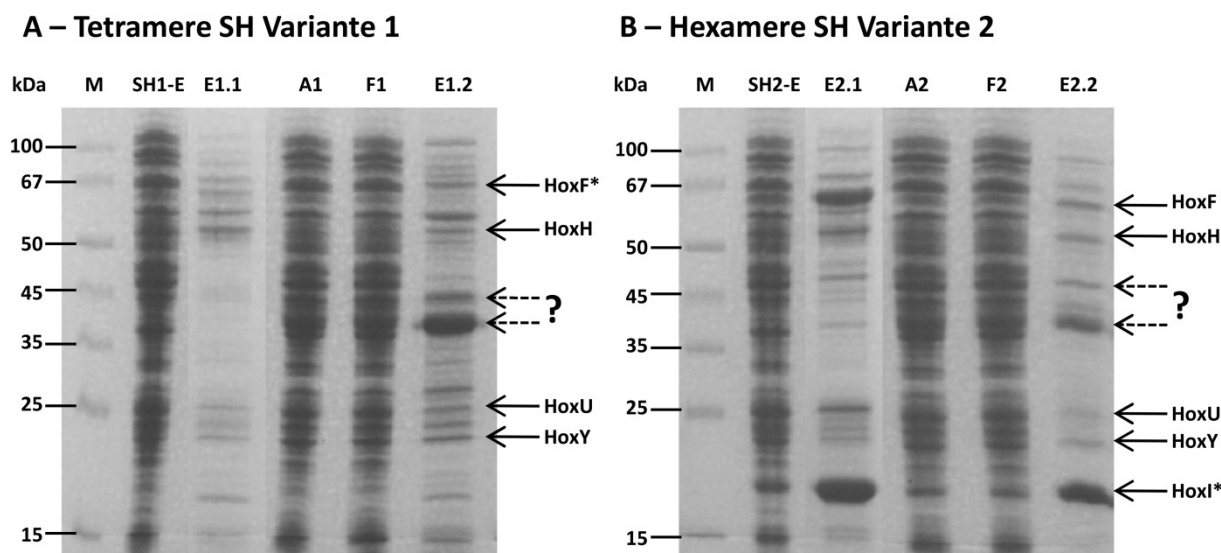 A – Tetramere SH Variante 1
kDa M SH1-E E1.1 A1 F1 E1.2
100
67
50
45
35
25
15
HoxF*
HoxH
?
HoxU
HoxY
B – Hexamere SH Variante 2
kDa M SH2-E E2.1 A2 F2 E2.2
100
67
50
45
35
25
15
HoxF
HoxH
?
HoxU
HoxY
HoxI*